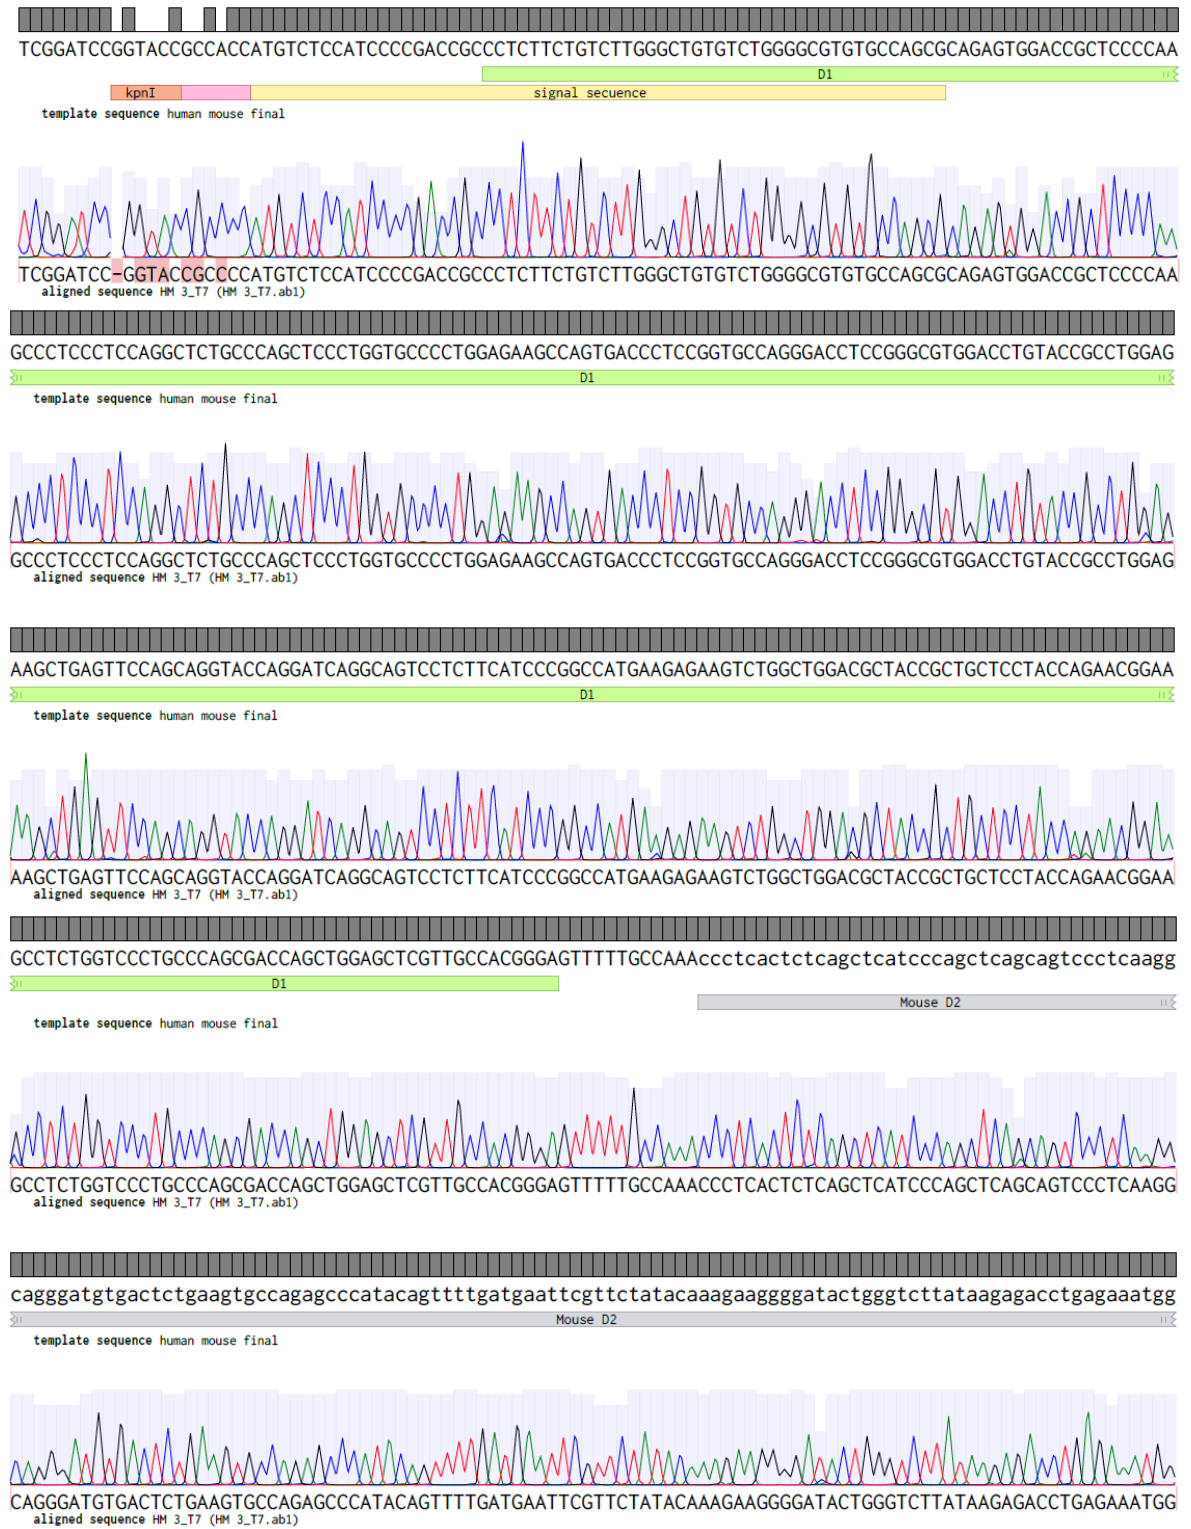 TCGGATCCGGTACCGCCACCATGTCTCCATCCCCGACCGCCCTCTTCTGTCTTGGGCTGTGTCTGGGGCGTGTGCCAGCGCAGAGTGGACCGCTCCCCAA
D1
kpnI signal secuence
template sequence human mouse final
TCGGATCC-GGTACCGCCCCATGTCTCCATCCCCGACCGCCCTCTTCTGTCTTGGGCTGTGTCTGGGGCGTGTGCCAGCGCAGAGTGGACCGCTCCCCAA
aligned sequence HM 3_T7 (HM 3_T7.ab1)
GCCCTCCCTCCAGGCTCTGCCCAGCTCCCTGGTGCCCCTGGAGAAGCCAGTGACCCTCCGGTGCCAGGGACCTCCGGGCGTGGACCTGTACCGCCTGGAG
D1
template sequence human mouse final
GCCCTCCCTCCAGGCTCTGCCCAGCTCCCTGGTGCCCCTGGAGAAGCCAGTGACCCTCCGGTGCCAGGGACCTCCGGGCGTGGACCTGTACCGCCTGGAG
aligned sequence HM 3_T7 (HM 3_T7.ab1)
AAGCTGAGTTCCAGCAGGTACCAGGATCAGGCAGTCCTCTTCATCCCGGCCATGAAGAGAAGTCTGGCTGGACGCTACCGCTGCTCCTACCAGAACGGAA
D1
template sequence human mouse final
AAGCTGAGTTCCAGCAGGTACCAGGATCAGGCAGTCCTCTTCATCCCGGCCATGAAGAGAAGTCTGGCTGGACGCTACCGCTGCTCCTACCAGAACGGAA
aligned sequence HM 3_T7 (HM 3_T7.ab1)
GCCTCTGGTCCCTGCCCAGCGACCAGCTGGAGCTCGTTGCCACGGGAGTTTTTGCCAAAccctcactctcagctcatcccagctcagcagtccctcaagg
D1
Mouse D2
template sequence human mouse final
GCCTCTGGTCCCTGCCCAGCGACCAGCTGGAGCTCGTTGCCACGGGAGTTTTTGCCAAACCCTCACTCTCAGCTCATCCCAGCTCAGCAGTCCCTCAAGG
aligned sequence HM 3_T7 (HM 3_T7.ab1)
cagggatgtgactctgaagtgccagagcccatacagttttgatgaattcgttctatacaaagaaggggatactgggtcttataagagacctgagaaatgg
Mouse D2
template sequence human mouse final
CAGGGATGTGACTCTGAAGTGCCAGAGCCCATACAGTTTTGATGAATTCGTTCTATACAAAGAAGGGGATACTGGGTCTTATAAGAGACCTGAGAAATGG
aligned sequence HM 3_T7 (HM 3_T7.ab1)